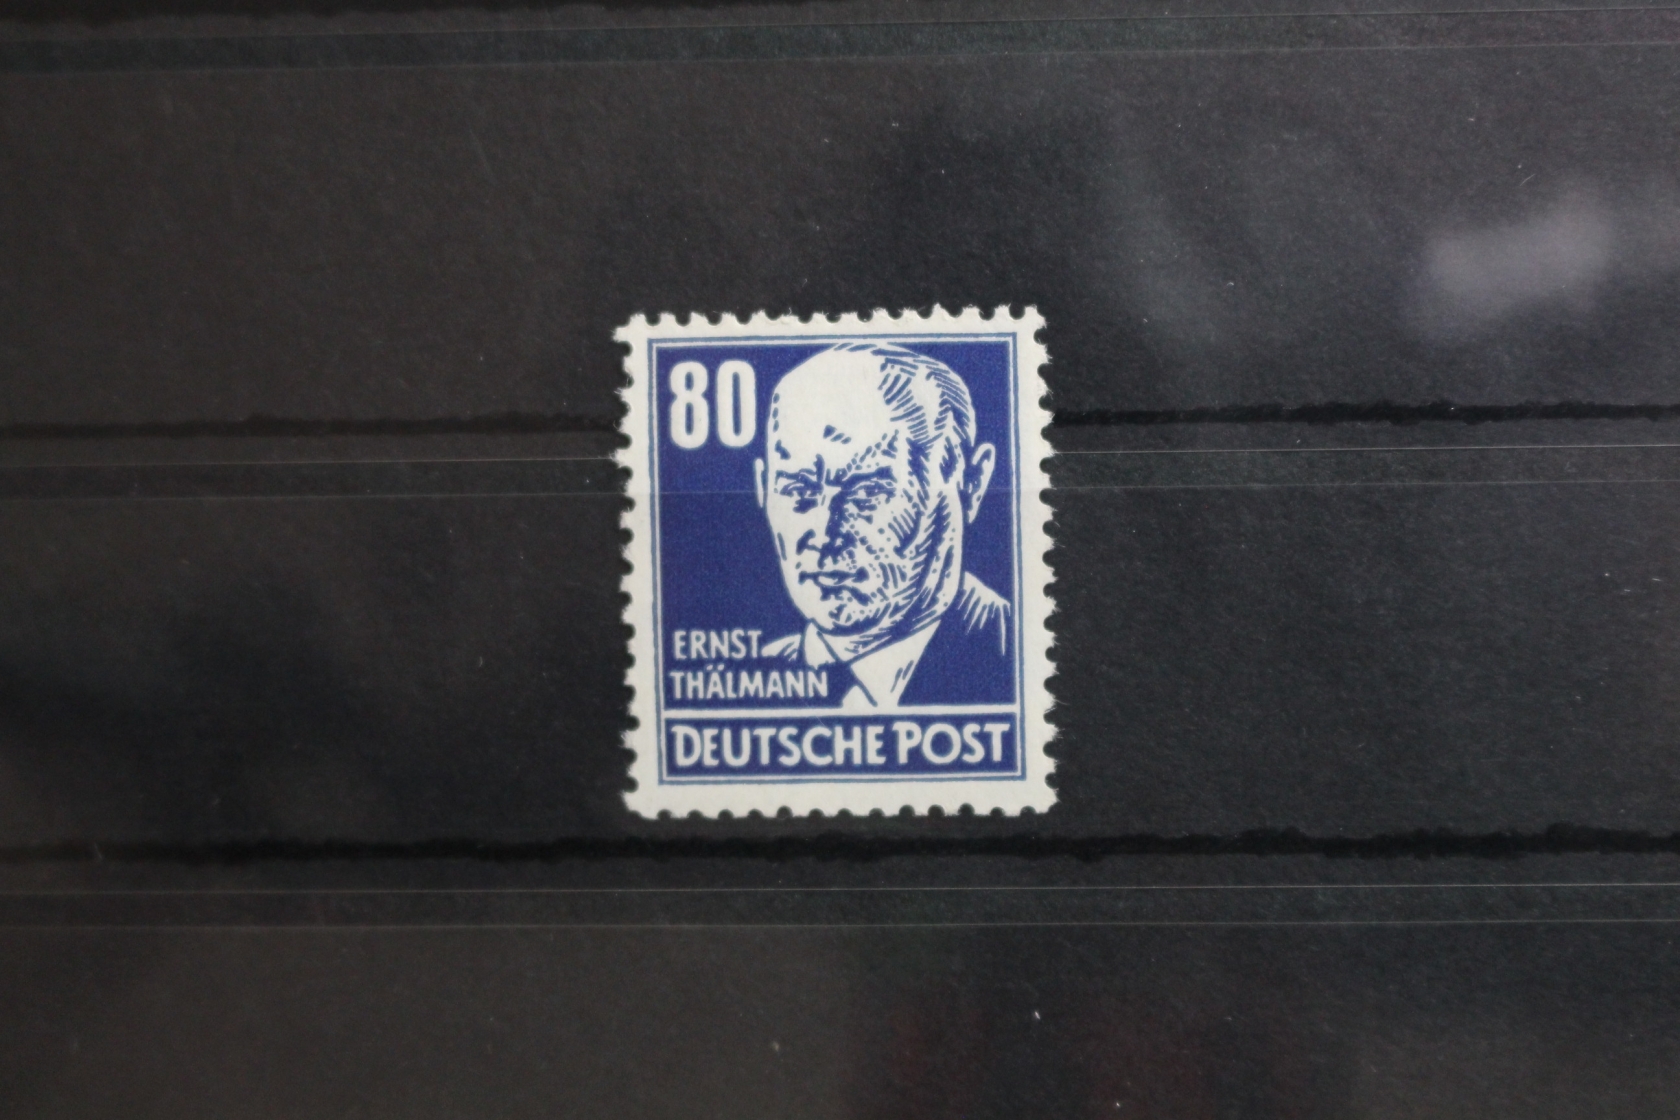 80
ERNST
THÄLMANN
DEUTSCHE POST